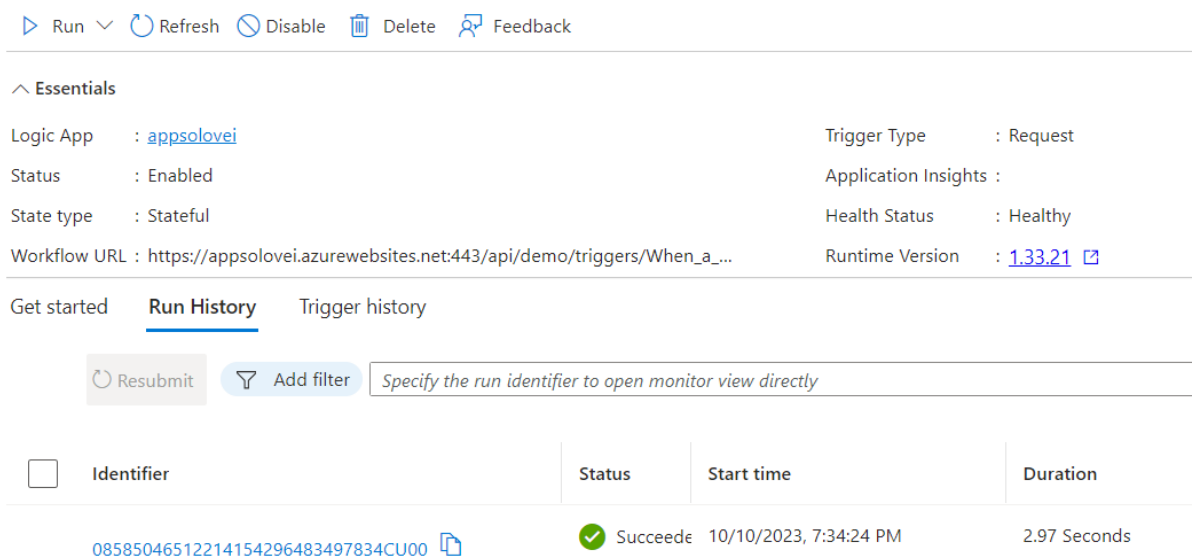 Run Refresh Disable Delete Feedback
Essentials
Logic App : appsolovei Trigger Type : Request
Status : Enabled Application Insights :
State type : Stateful Health Status : Healthy
Workflow URL : https://appsolovei.azurewebsites.net:443/api/demo/triggers/When_a_... Runtime Version : 1.33.21
Get started Run History Trigger history
Resubmit Add filter Specify the run identifier to open monitor view directly
Identifier Status Start time Duration
08585046512214154296483497834CU00 Succeede 10/10/2023, 7:34:24 PM 2.97 Seconds